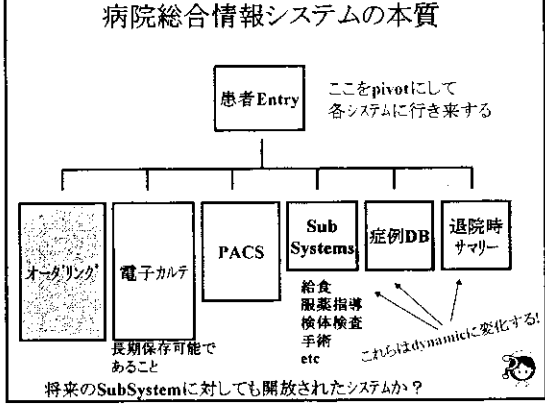 病院総合情報システムの本質
患者Entry
ここをpivotにして
各システムに行き来する
オーダリング
電子カルテ
PACS
Sub
Systems
症例DB
退院時
サマリー
長期保存可能で
あること
給食
服薬指導
検体検査
手術
etc
これらはdynamicに変化する!
将来のSubSystemに対しても開放されたシステムか?